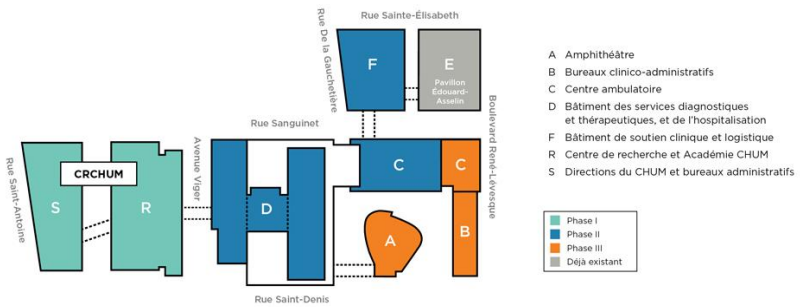 Rue Sainte-Élisabeth
Rue De la Gauchetière
F
E
Pavillon
Édouard-
Asselin
Boulevard René-Lévesque
Rue Sanguinet
Avenue Viger
Rue Saint-Antoine
CRCHUM
S
R
D
C
C
A
B
Rue Saint-Denis
A Amphithéâtre
B Bureaux clinico-administratifs
C Centre ambulatoire
D Bâtiment des services diagnostiques
et thérapeutiques, et de l'hospitalisation
F Bâtiment de soutien clinique et logistique
R Centre de recherche et Académie CHUM
S Directions du CHUM et bureaux administratifs
Phase I
Phase II
Phase III
Déjà existant